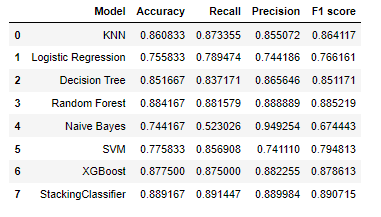 Model Accuracy Recall Precision F1 score
0 KNN 0.860833 0.873355 0.855072 0.864117
1 Logistic Regression 0.755833 0.789474 0.744186 0.766161
2 Decision Tree 0.851667 0.837171 0.865646 0.851171
3 Random Forest 0.884167 0.881579 0.888889 0.885219
4 Naive Bayes 0.744167 0.523026 0.949254 0.674443
5 SVM 0.775833 0.856908 0.741110 0.794813
6 XGBoost 0.877500 0.875000 0.882255 0.878613
7 StackingClassifier 0.889167 0.891447 0.889984 0.890715